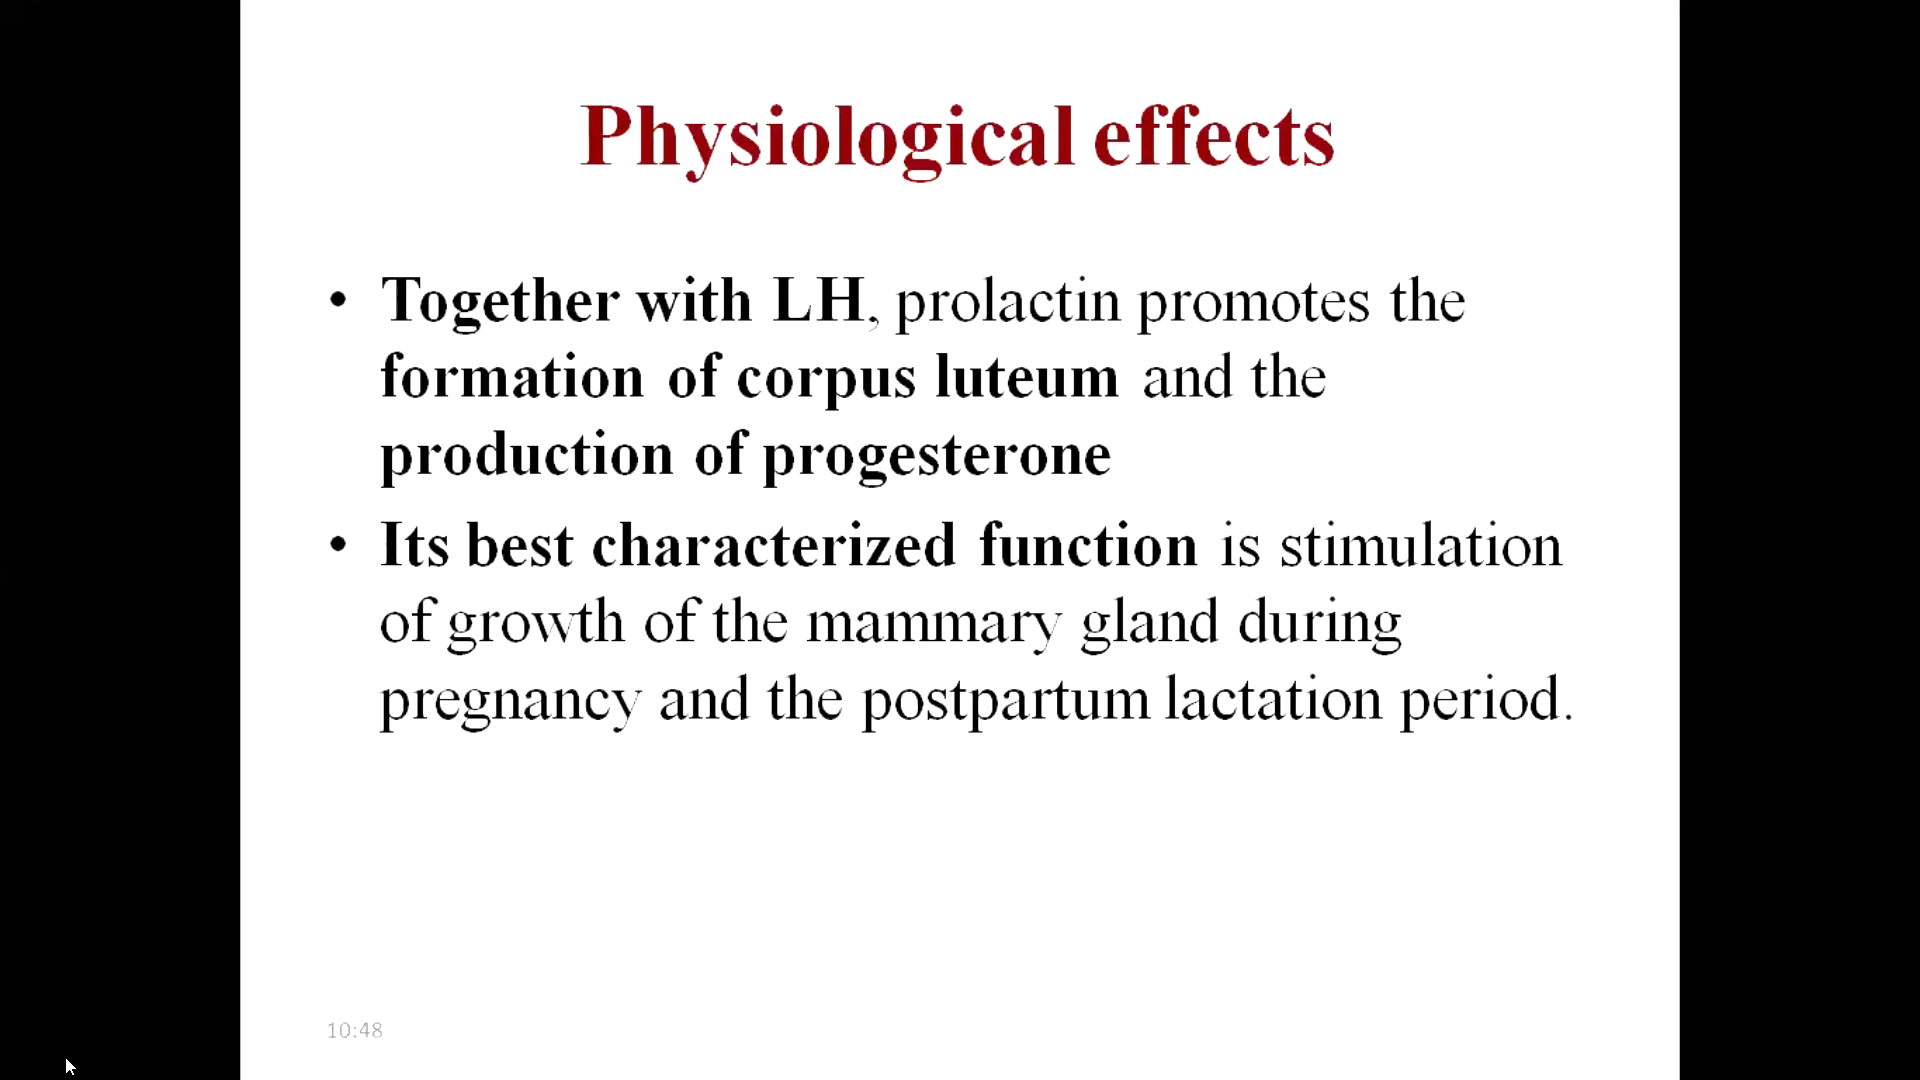 Physiological effects
• Together with LH, prolactin promotes the
formation of corpus luteum and the
production of progesterone
• Its best characterized function is stimulation
of growth of the mammary gland during
pregnancy and the postpartum lactation period.
10:48